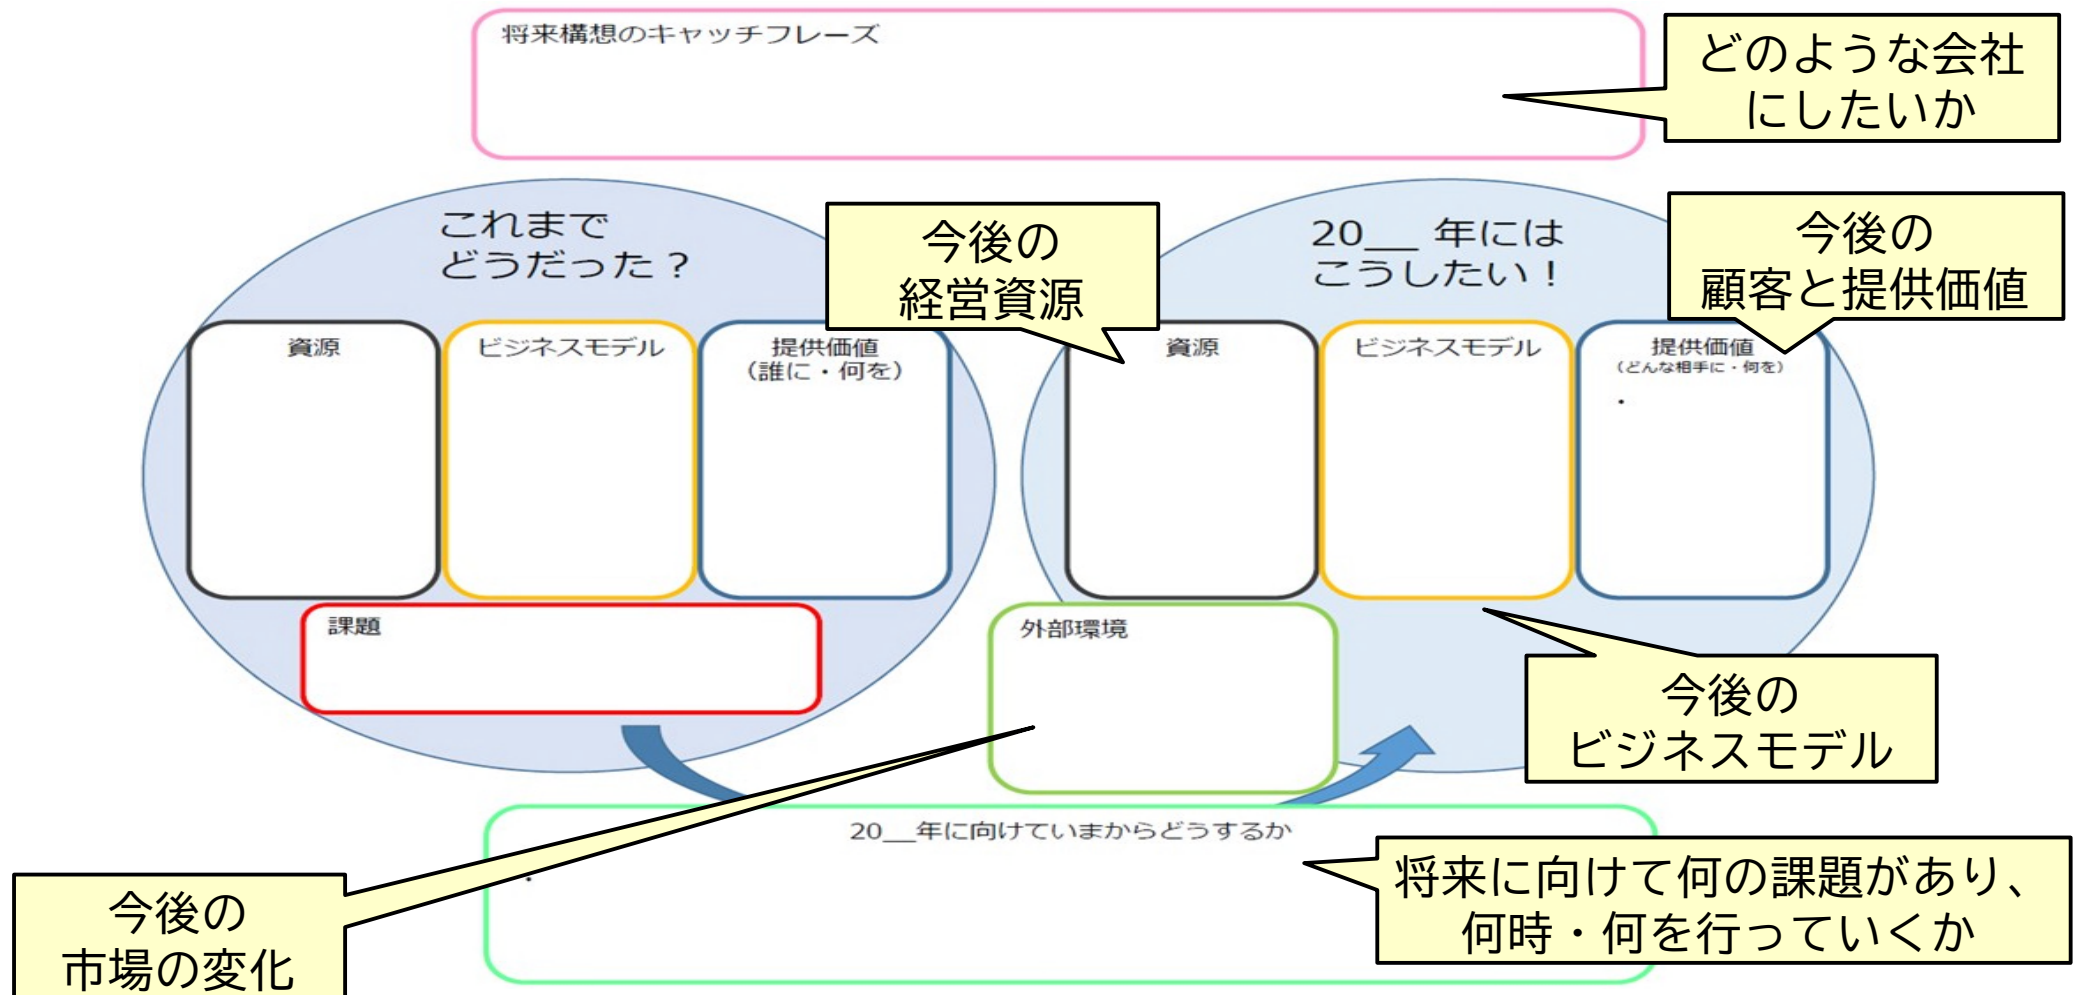 将来構想のキャッチフレーズ
どのような会社
にしたいか
これまで
どうだった？
今後の
経営資源
20__ 年には
こうしたい！
今後の
顧客と提供価値
資源
ビジネスモデル
提供価値
（誰に・何を）
資源
ビジネスモデル
提供価値
（どんな相手に・何を）
・
課題
外部環境
今後の
ビジネスモデル
20__年に向けていまからどうするか
・
将来に向けて何の課題があり、
何時・何を行っていくか
今後の
市場の変化